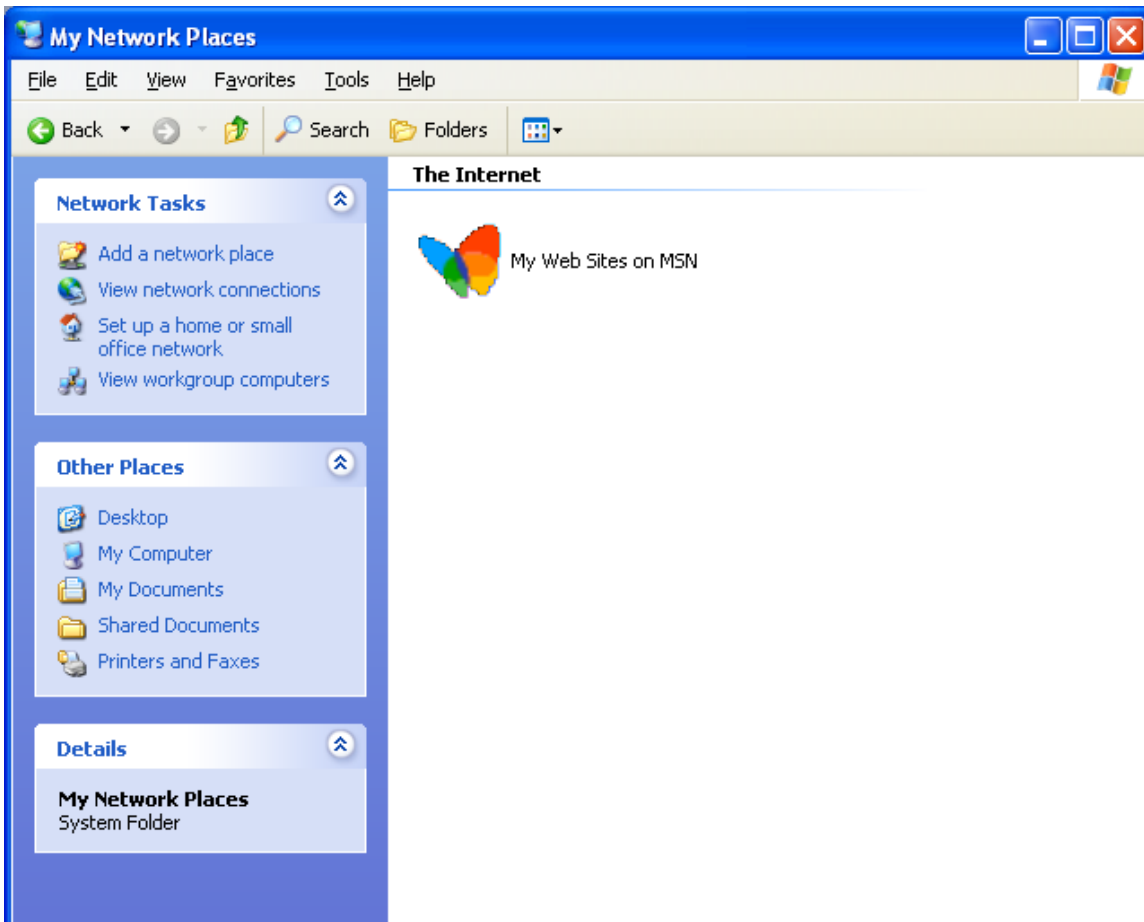 My Network Places
File Edit View Favorites Tools Help
Back Search Folders
Network Tasks
Add a network place
View network connections
Set up a home or small
office network
View workgroup computers
Other Places
Desktop
My Computer
My Documents
Shared Documents
Printers and Faxes
Details
My Network Places
System Folder
The Internet
My Web Sites on MSN